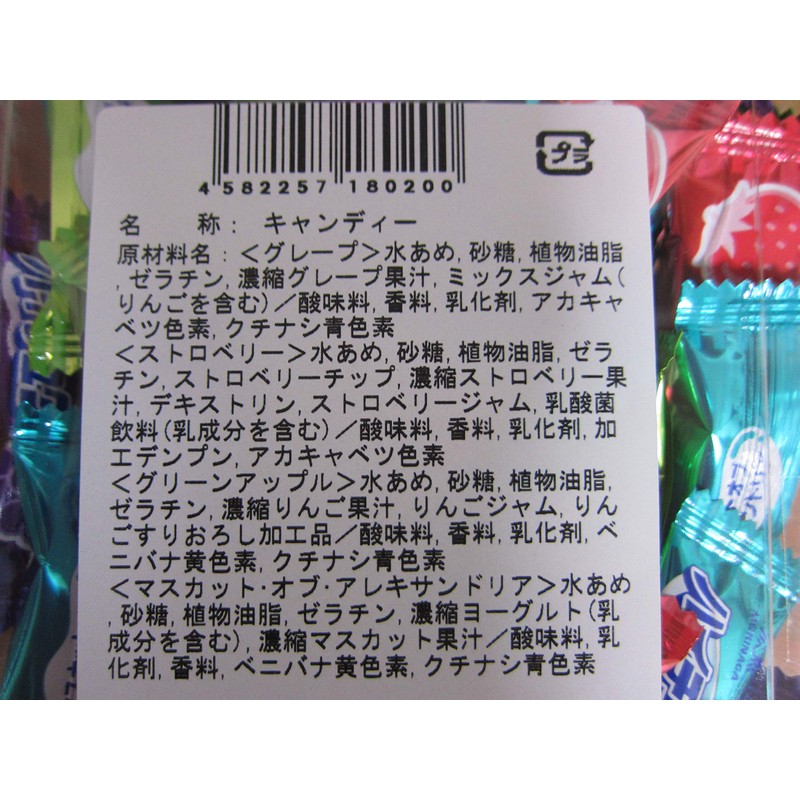 4 582257 180200
プラ
名 称: キャンディー
原材料名:<グレープ>水あめ,砂糖,植物油脂
,ゼラチン,濃縮グレープ果汁,ミックスジャム(
りんごを含む)/酸味料,香料,乳化剤,アカキャ
ベツ色素,クチナシ青色素
<ストロベリー>水あめ,砂糖,植物油脂,ゼラ
チン,ストロベリーチップ,濃縮ストロベリー果
汁,デキストリン,ストロベリージャム,乳酸菌
飲料(乳成分を含む)/酸味料,香料,乳化剤,加
エデンプン,アカキャベツ色素
<グリーンアップル>水あめ,砂糖,植物油脂,
ゼラチン,濃縮りんご果汁,りんごジャム,りん
ごすりおろし加工品/酸味料,香料,乳化剤,ベ
ニバナ黄色素,クチナシ青色素
<マスカット・オブ・アレキサンドリア>水あめ
,砂糖,植物油脂,ゼラチン,濃縮ヨーグルト(乳
成分を含む),濃縮マスカット果汁/酸味料,乳
化剤,香料,ベニバナ黄色素,クチナシ青色素